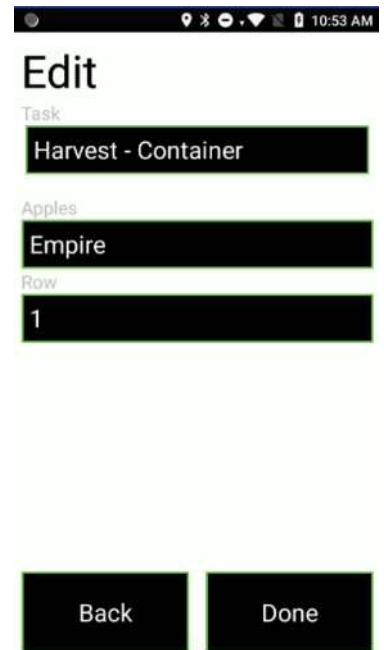 10:53 AM
Edit
Task
Harvest - Container
Apples
Empire
Row
1
Back
Done